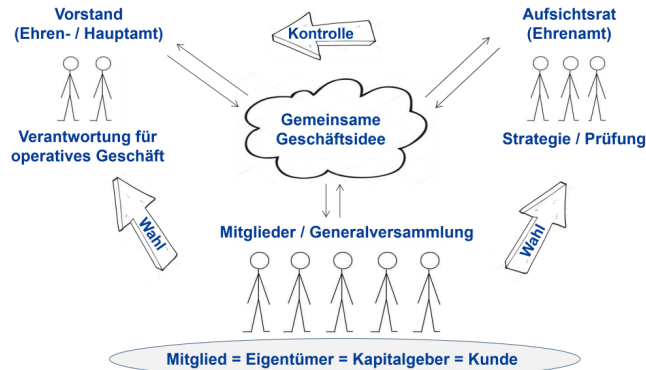 Vorstand
(Ehren- / Hauptamt)
Kontrolle
Aufsichtsrat
(Ehrenamt)
Gemeinsame
Geschäftsidee
Verantwortung für
operatives Geschäft
Strategie / Prüfung
Wahl
Mitglieder / Generalversammlung
Wahl
Mitglied = Eigentümer = Kapitalgeber = Kunde